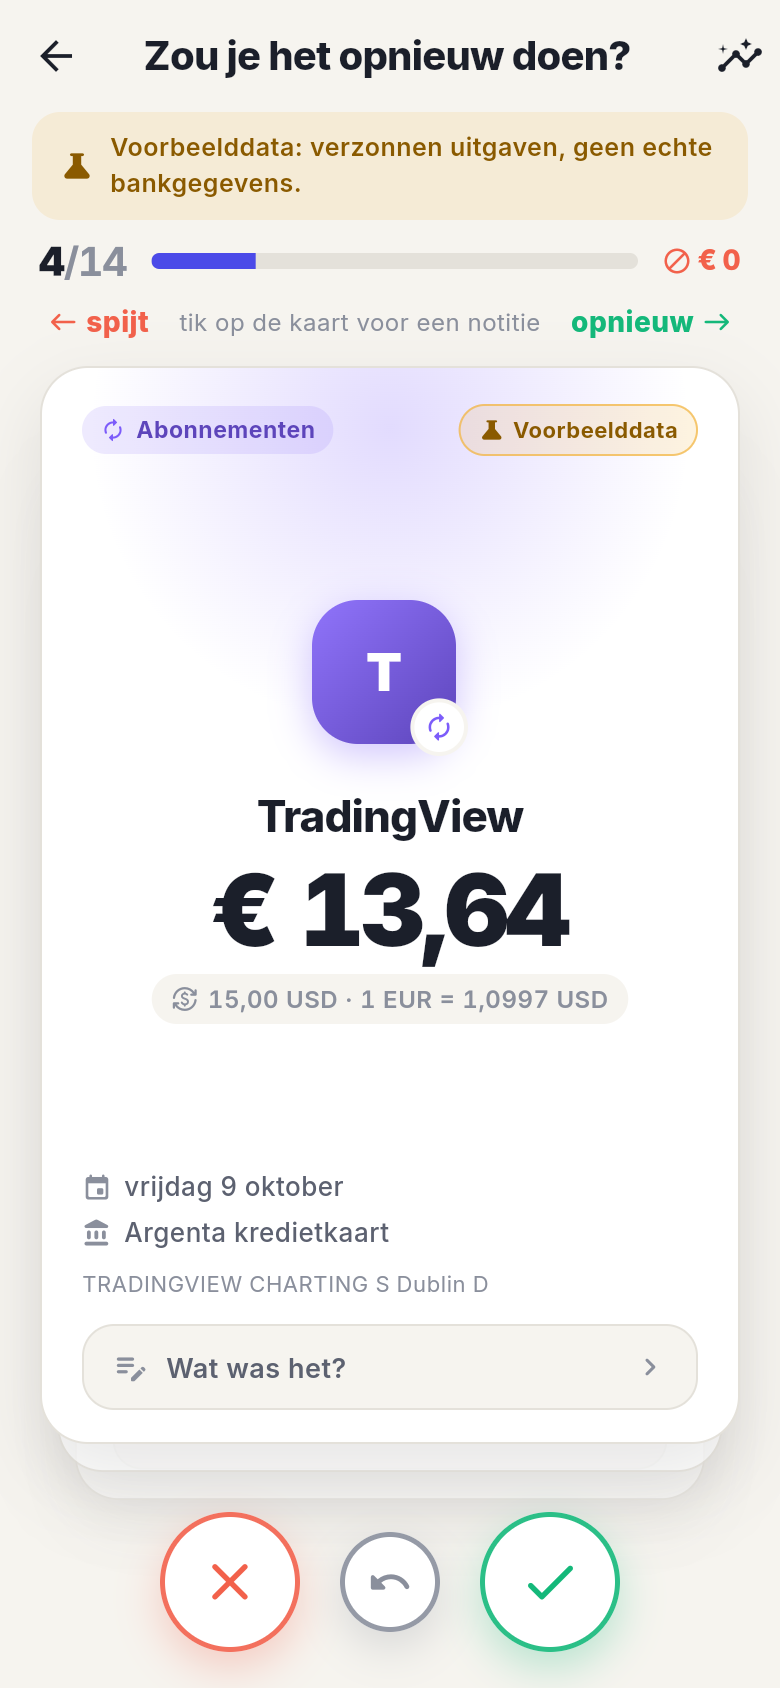 Zou je het opnieuw doen?
Voorbeelddata: verzonnen uitgaven, geen echte
bankgegevens.
4/14
€ 0
← spijt
tik op de kaart voor een notitie
opnieuw →
Abonnementen
Voorbeelddata
T
TradingView
€ 13,64
15,00 USD · 1 EUR = 1,0997 USD
vrijdag 9 oktober
Argenta kredietkaart
TRADINGVIEW CHARTING S Dublin D
Wat was het?